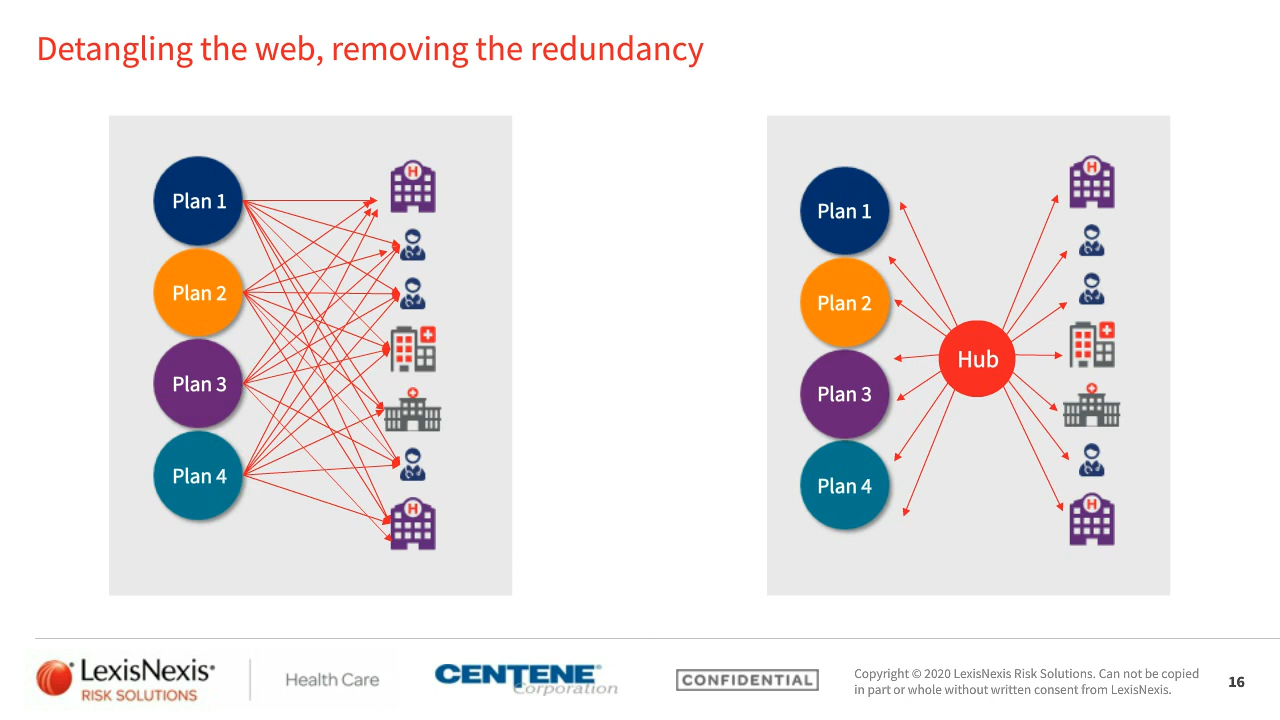 Detangling the web, removing the redundancy
Plan 1
Plan 2
Plan 3
Plan 4
H
H
Plan 1
Plan 2
Plan 3
Plan 4
Hub
H
H
LexisNexis®
RISK SOLUTIONS
Health Care
CENTENE®
Corporation
CONFIDENTIAL
Copyright © 2020 LexisNexis Risk Solutions. Can not be copied
in part or whole without written consent from LexisNexis.
16